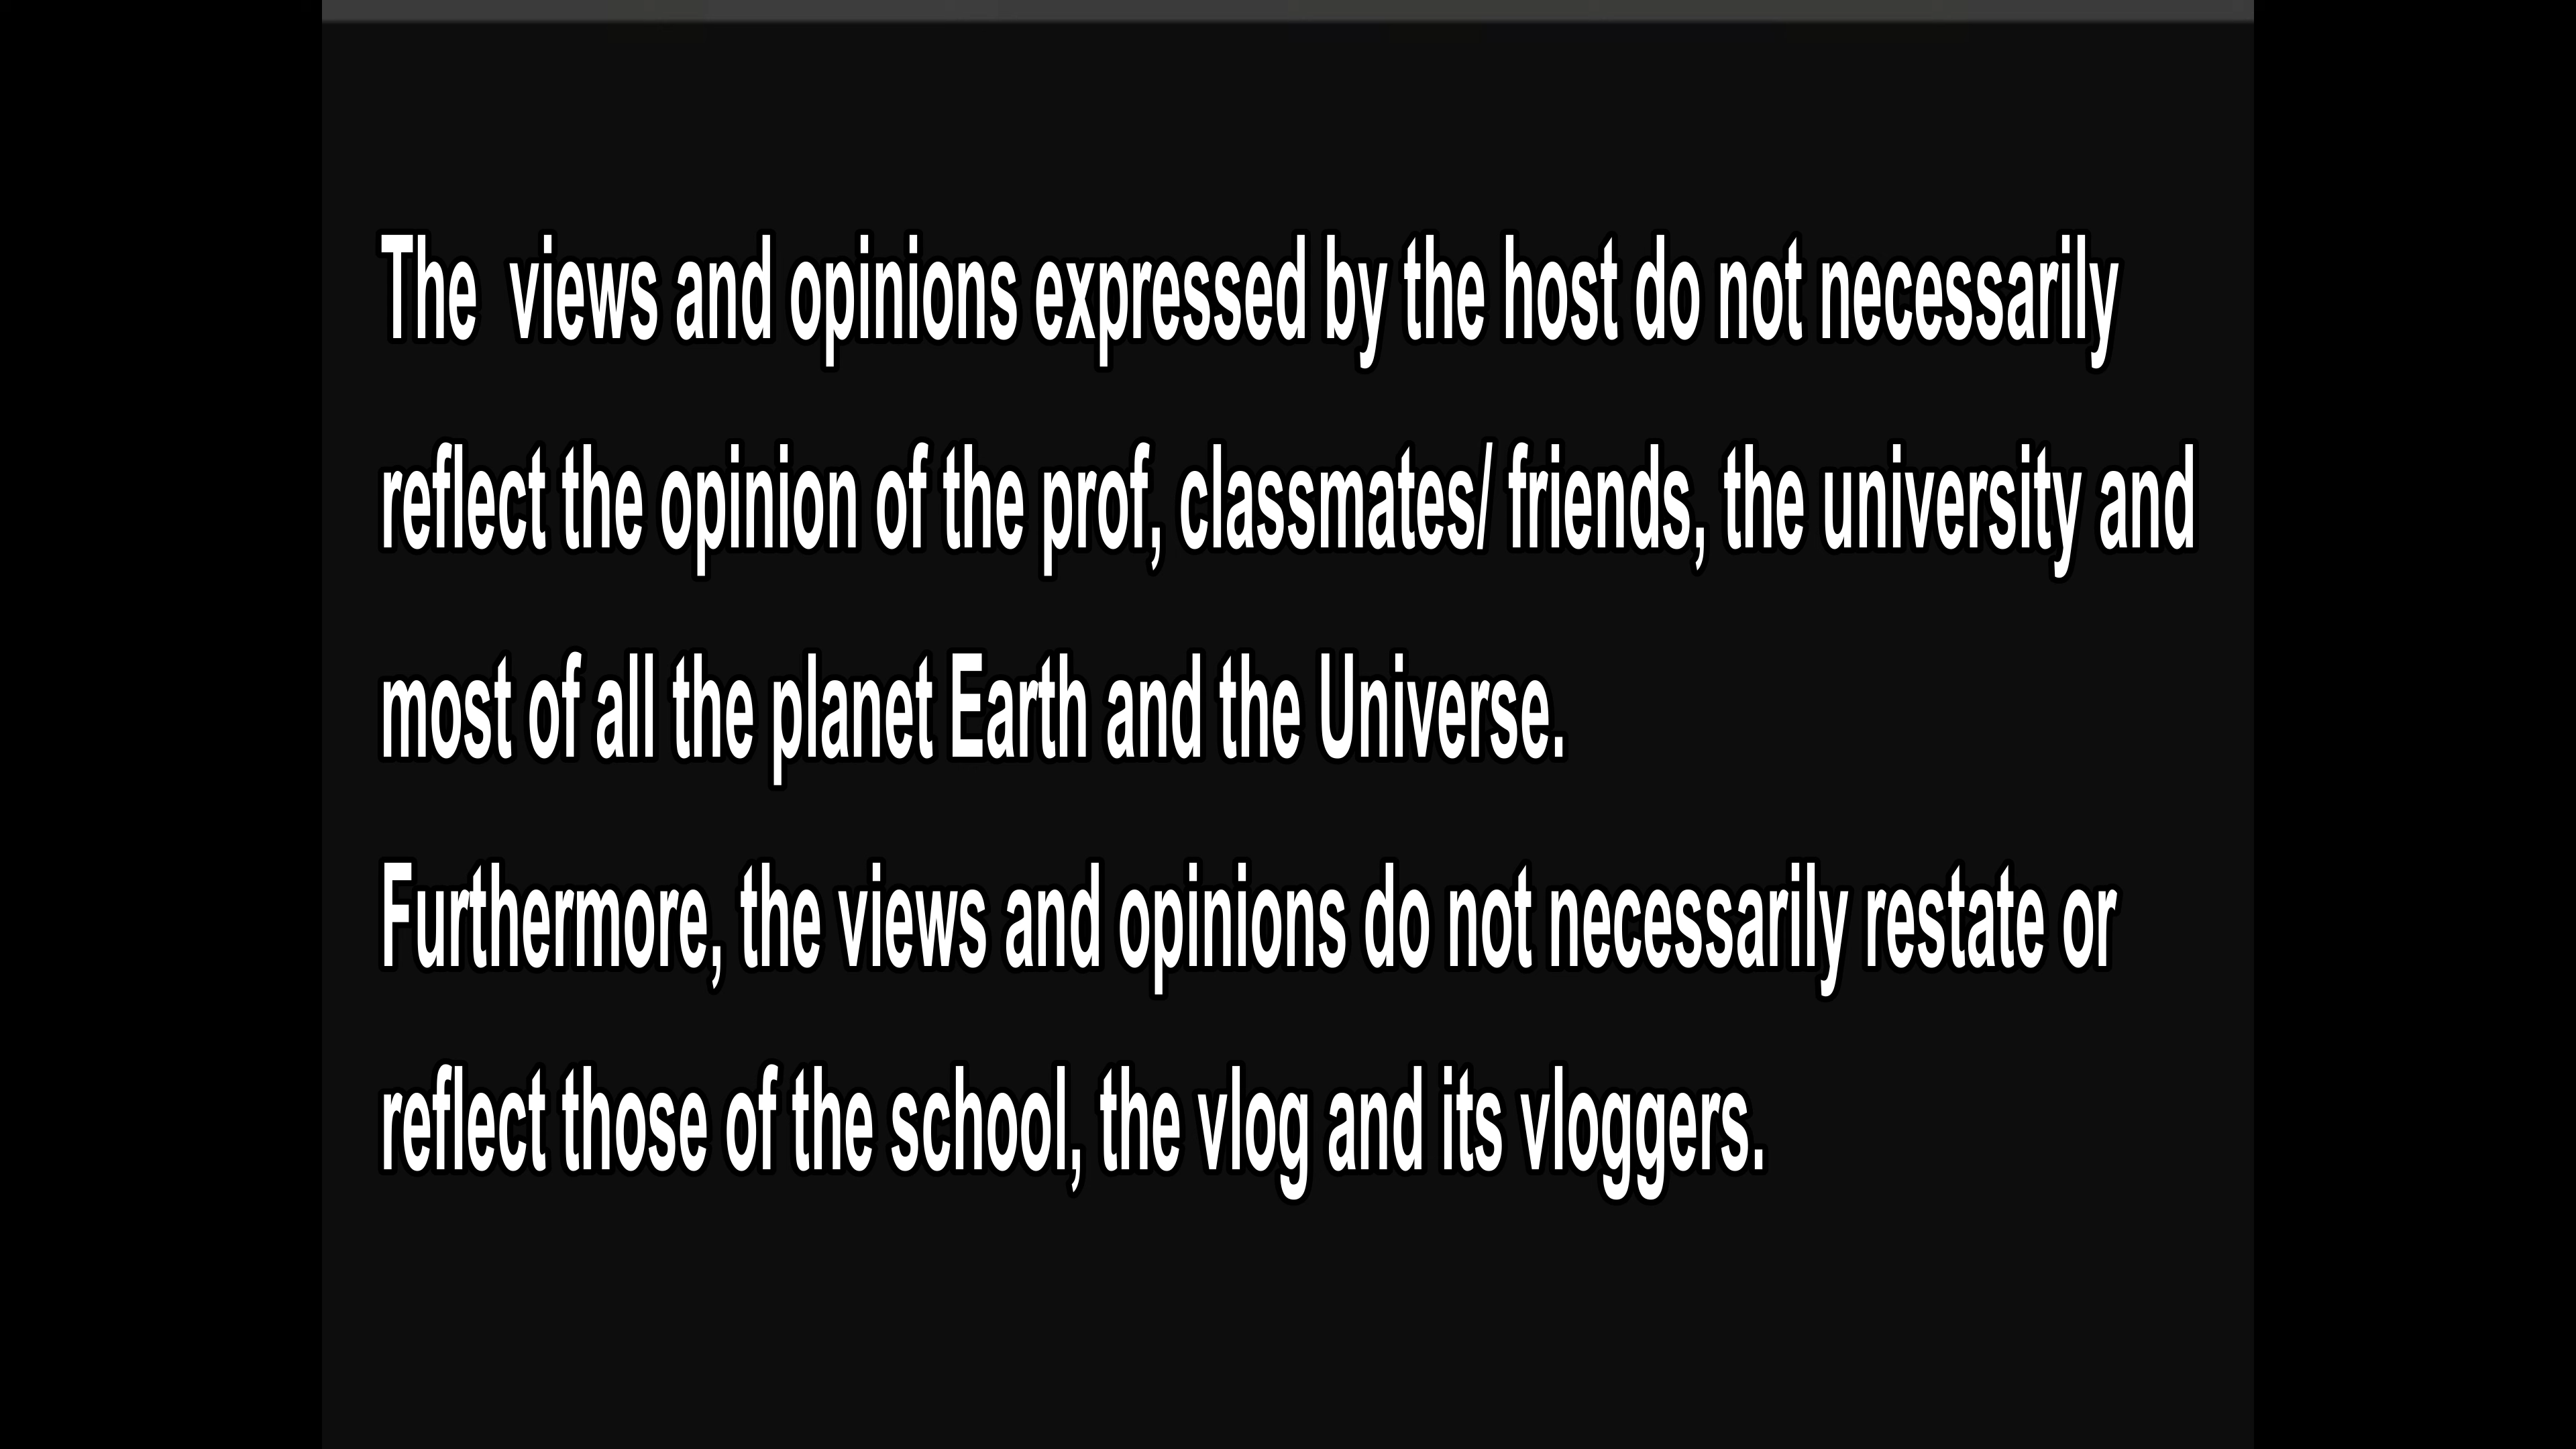 The  views and opinions expressed by the host do not necessarily
reflect the opinion of the prof, classmates/ friends, the university and
most of all the planet Earth and the Universe.
Furthermore, the views and opinions do not necessarily restate or
reflect those of the school, the vlog and its vloggers.